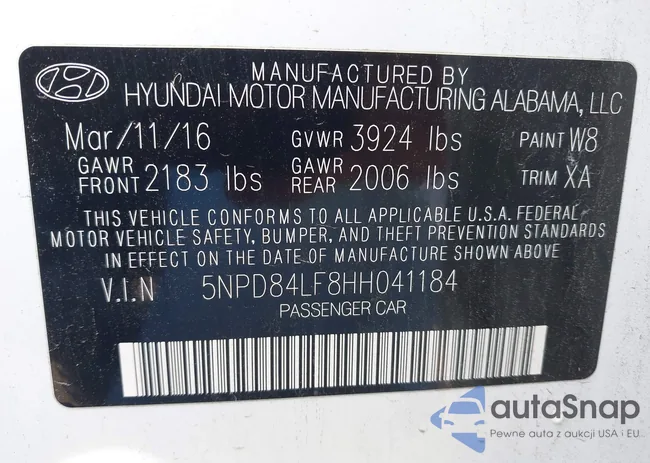 MANUFACTURED BY
HYUNDAI MOTOR MANUFACTURING ALABAMA, LLC
Mar/11/16 GVWR 3924 lbs PAINT W8
GAWR FRONT 2183 lbs GAWR REAR 2006 lbs TRIM XA
THIS VEHICLE CONFORMS TO ALL APPLICABLE U.S.A. FEDERAL
MOTOR VEHICLE SAFETY, BUMPER, AND THEFT PREVENTION STANDARDS
IN EFFECT ON THE DATE OF MANUFACTURE SHOWN ABOVE
V.I.N 5NPD84LF8HH041184
PASSENGER CAR
autaSnap
Pewne auta z aukcji USA i EU